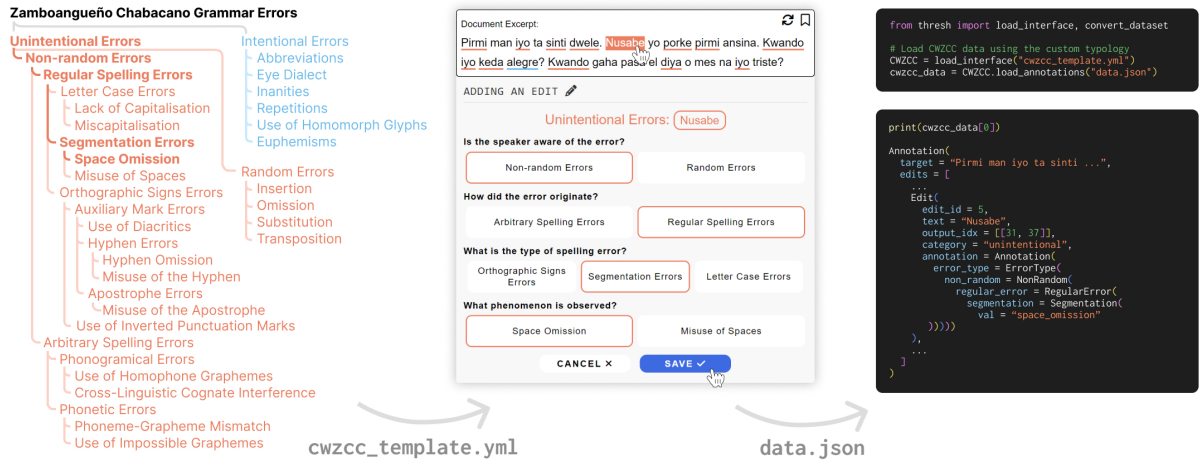 Zamboangueño Chabacano Grammar Errors
Unintentional Errors
Non-random Errors
Regular Spelling Errors
Letter Case Errors
Lack of Capitalisation
Miscapitalisation
Segmentation Errors
Space Omission
Misuse of Spaces
Orthographic Signs Errors
Auxiliary Mark Errors
Use of Diacritics
Hyphen Errors
Hyphen Omission
Misuse of the Hyphen
Apostrophe Errors
Misuse of the Apostrophe
Use of Inverted Punctuation Marks
Arbitrary Spelling Errors
Phonogramical Errors
Use of Homophone Graphemes
Cross-Linguistic Cognate Interference
Phonetic Errors
Phoneme-Grapheme Mismatch
Use of Impossible Graphemes
Intentional Errors
Abbreviations
Eye Dialect
Inanities
Repetitions
Use of Homomorph Glyphs
Euphemisms
Random Errors
Insertion
Omission
Substitution
Transposition
cwzcc_template.yml
Document Excerpt:
Pirmi man iyo ta sinti dwele. Nusabe yo porke pirmi ansina. Kwando
iyo keda alegre? Kwando gaha pasa el diya o mes na iyo triste?
ADDING AN EDIT
Unintentional Errors: Nusabe
Is the speaker aware of the error?
Non-random Errors Random Errors
How did the error originate?
Arbitrary Spelling Errors Regular Spelling Errors
What is the type of spelling error?
Orthographic Signs Errors Segmentation Errors Letter Case Errors
What phenomenon is observed?
Space Omission Misuse of Spaces
CANCEL × SAVE ✓
data.json
from thresh import load_interface, convert_dataset
# Load CWZCC data using the custom typology
CWZCC = load_interface("cwzcc_template.yml")
cwzcc_data = CWZCC.load_annotations("data.json")
print(cwzcc_data[0])
Annotation(
target = “Pirmi man iyo ta sinti ...”,
edits = [
...
Edit(
edit_id = 5,
text = “Nusabe”,
output_idx = [[31, 37]],
category = “unintentional”,
annotation = Annotation(
error_type = ErrorType(
non_random = NonRandom(
regular_error = RegularError(
segmentation = Segmentation(
val = “space_omission”
)))))
),
...
]
)